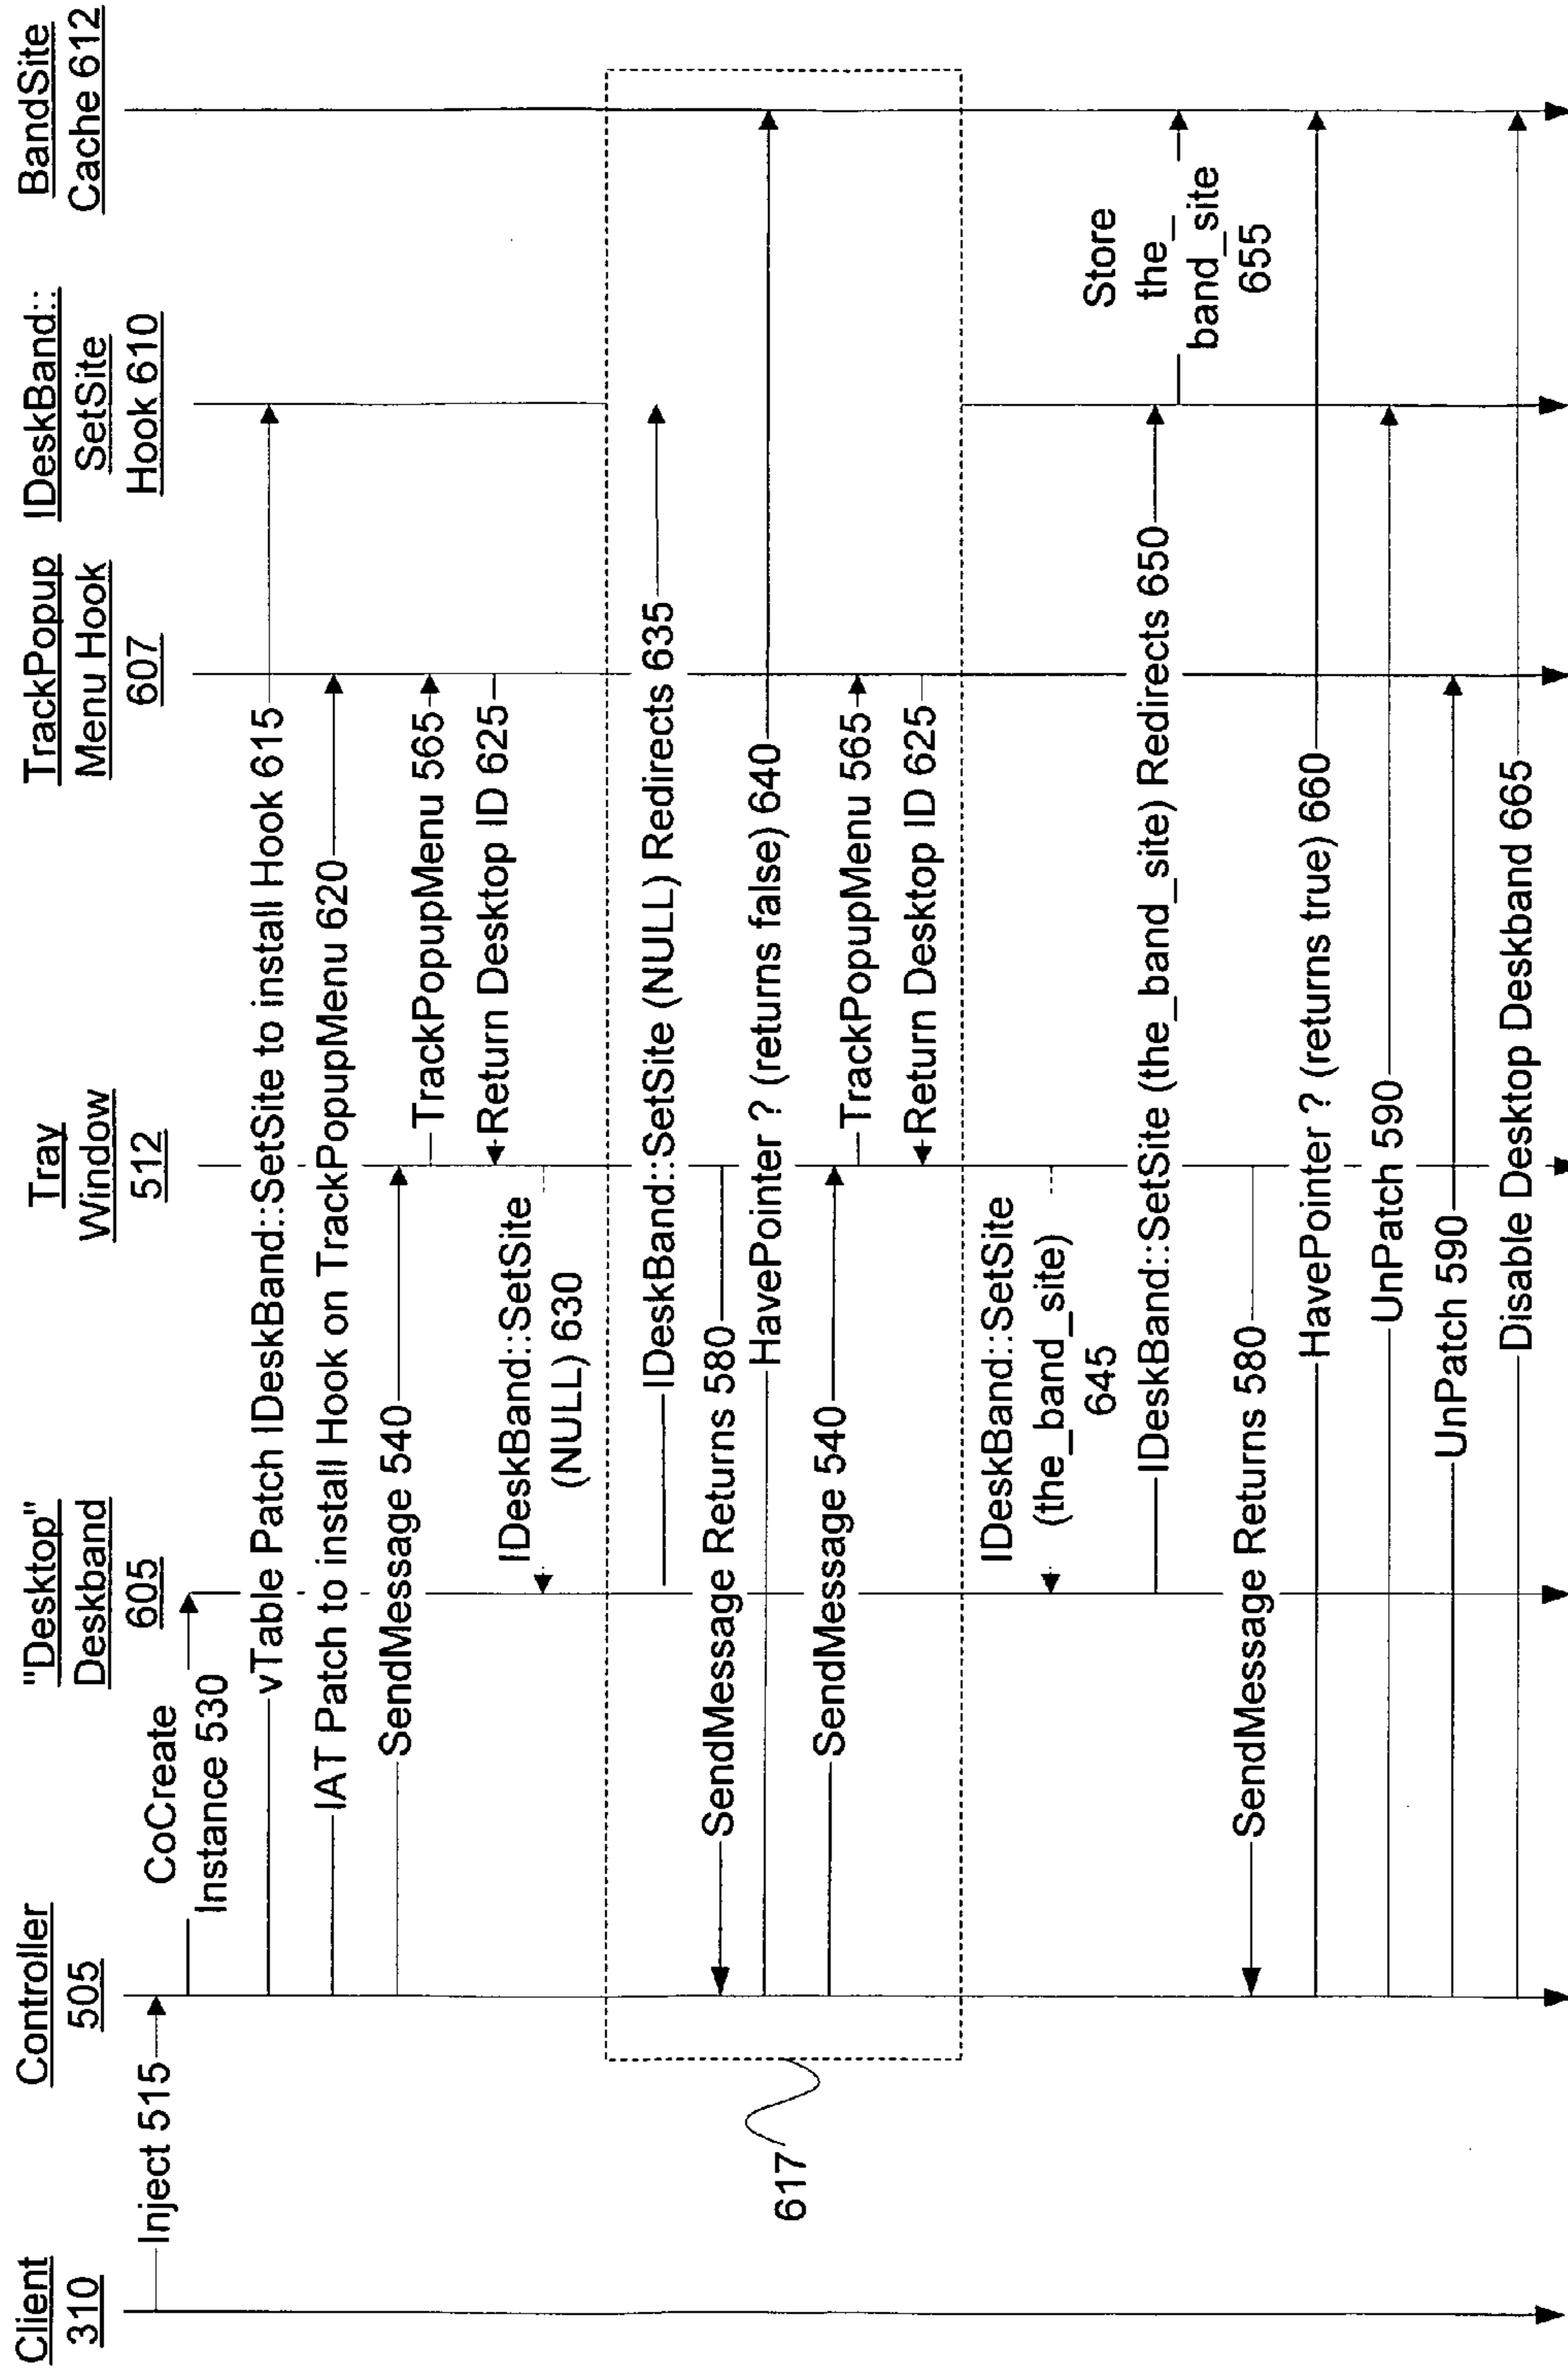 Client
310
Controller
505
"Desktop"
Deskband
605
Tray
Window
512
TrackPopup
Menu Hook
607
IDeskBand::
SetSite
Hook 610
BandSite
Cache 612
Inject 515
CoCreate
Instance 530
vTable Patch IDeskBand::SetSite to install Hook 615
IAT Patch to install Hook on TrackPopupMenu 620
SendMessage 540
TrackPopupMenu 565
Return Desktop ID 625
IDeskBand::SetSite
(NULL) 630
IDeskBand::SetSite (NULL) Redirects 635
SendMessage Returns 580
HavePointer ? (returns false) 640
617
SendMessage 540
TrackPopupMenu 565
Return Desktop ID 625
IDeskBand::SetSite
(the_band_site)
645
IDeskBand::SetSite (the_band_site) Redirects 650
Store
the_
band_site
655
SendMessage Returns 580
HavePointer ? (returns true) 660
UnPatch 590
UnPatch 590
Disable Desktop Deskband 665